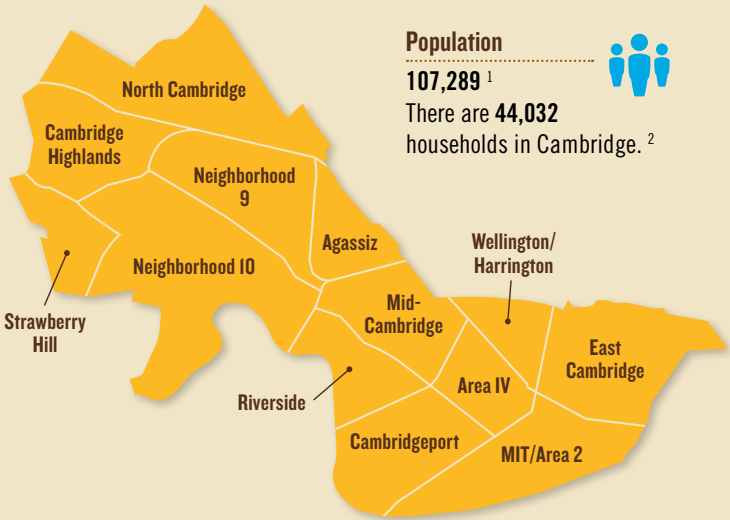 Population
107,289 1
There are 44,032
households in Cambridge. 2
North Cambridge
Cambridge
Highlands
Neighborhood
9
Agassiz
Wellington/
Harrington
Neighborhood 10
Strawberry
Hill
Mid-
Cambridge
East
Cambridge
Riverside
Area IV
Cambridgeport
MIT/Area 2